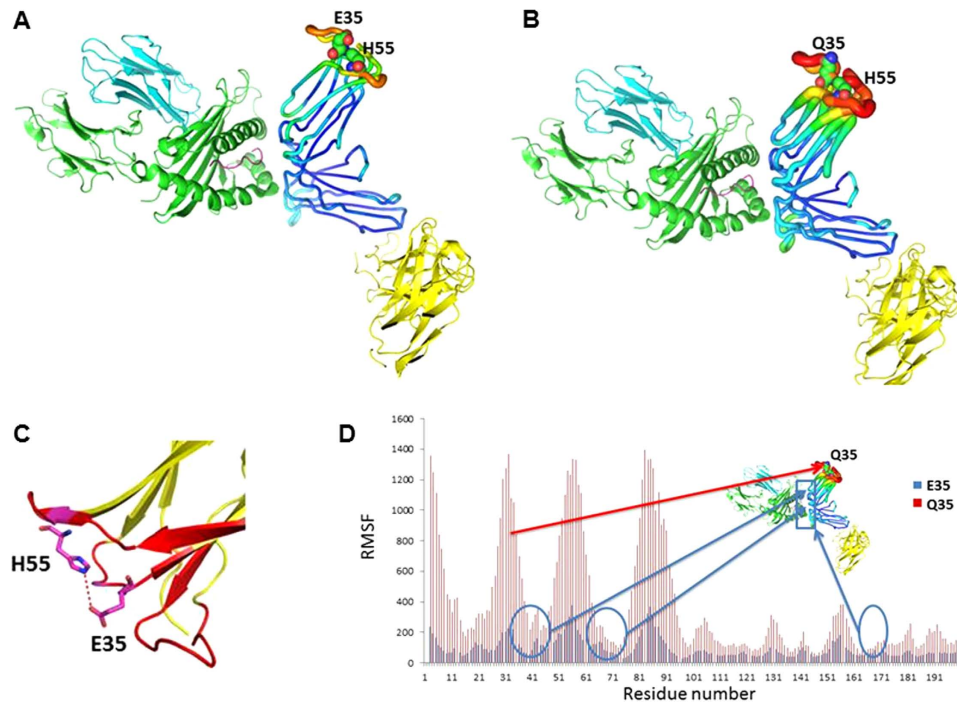 A
E35
H55
B
Q35
H55
C
H55
E35
D
RMSF
1600
1400
1200
1000
800
600
400
200
0
Q35
E35
Q35
1 11 21 31 41 51 61 71 81 91 101 111 121 131 141 151 161 171 181 191
Residue number